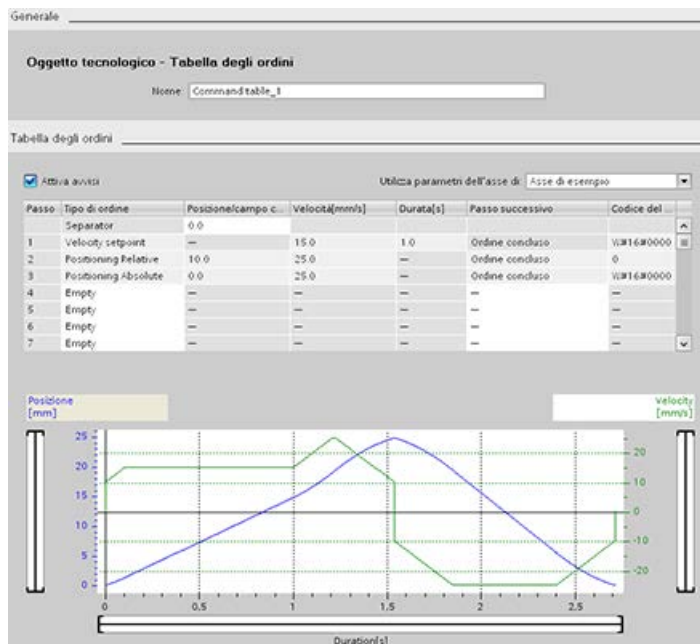 Generale
Oggetto tecnologico - Tabella degli ordini
Nome: Command table_1
Tabella degli ordini
Attiva avvisi Utilizza parametri dell'asse di: Asse di esempio
Passo Tipo di ordine Posizione/campo c... Velocità[mm/s] Durata[s] Passo successivo Codice del ...
Separator 0.0
1 Velocity setpoint — 15.0 1.0 Ordine concluso W#16#0000
2 Positioning Relative 10.0 25.0 — Ordine concluso 0
3 Positioning Absolute 0.0 25.0 — Ordine concluso W#16#0000
4 Empty — — — — —
5 Empty — — — — —
6 Empty — — — — —
7 Empty — — — — —
Posizione
[mm]
Velocity
[mm/s]
25
20 20
15 10
10 0
5 -10
0 -20
0 0.5 1 1.5 2 2.5
Duration[s]